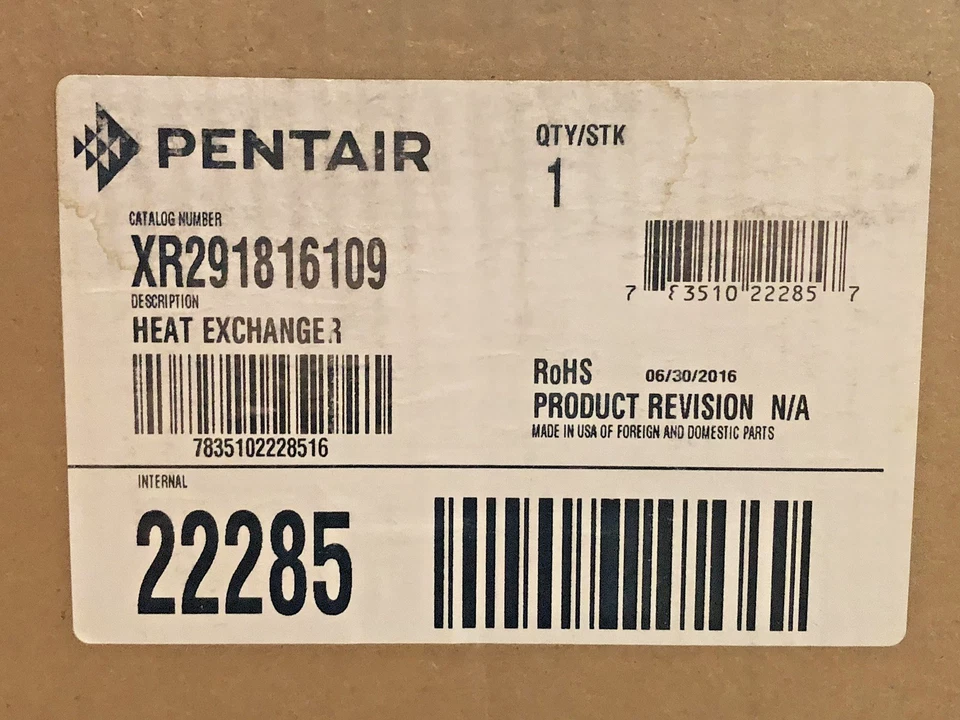 PENTAIR
CATALOG NUMBER
XR291816109
DESCRIPTION
HEAT EXCHANGER
7835102228516
QTY/STK
1
7 83510 22285 7
RoHS 06/30/2016
PRODUCT REVISION N/A
MADE IN USA OF FOREIGN AND DOMESTIC PARTS
INTERNAL
22285